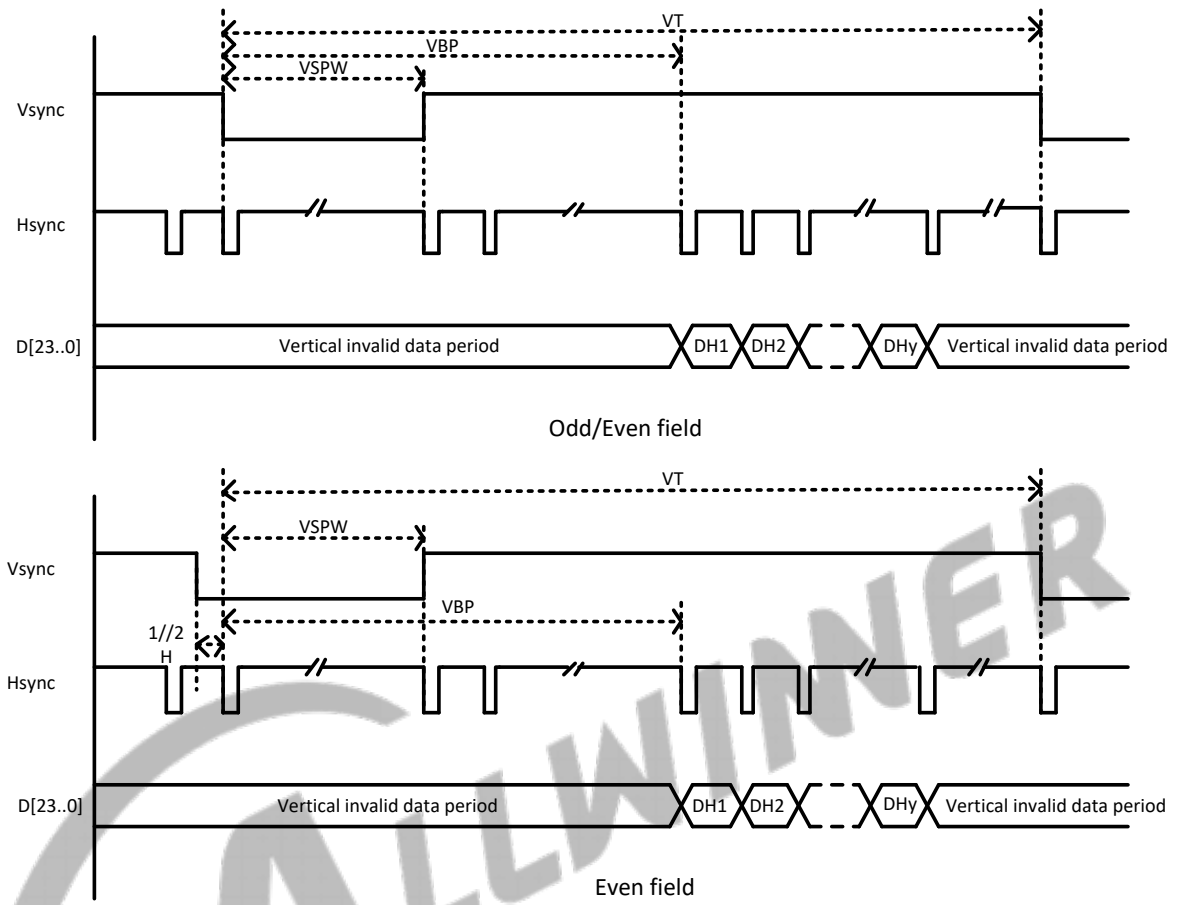 VT
VBP
VSPW
Vsync
Hsync
D[23..0]
Vertical invalid data period
DH1
DH2
DHy
Vertical invalid data period
Odd/Even field
VT
VSPW
Vsync
VBP
1//2
H
Hsync
D[23..0]
Vertical invalid data period
DH1
DH2
DHy
Vertical invalid data period
Even field
ALLWINNER